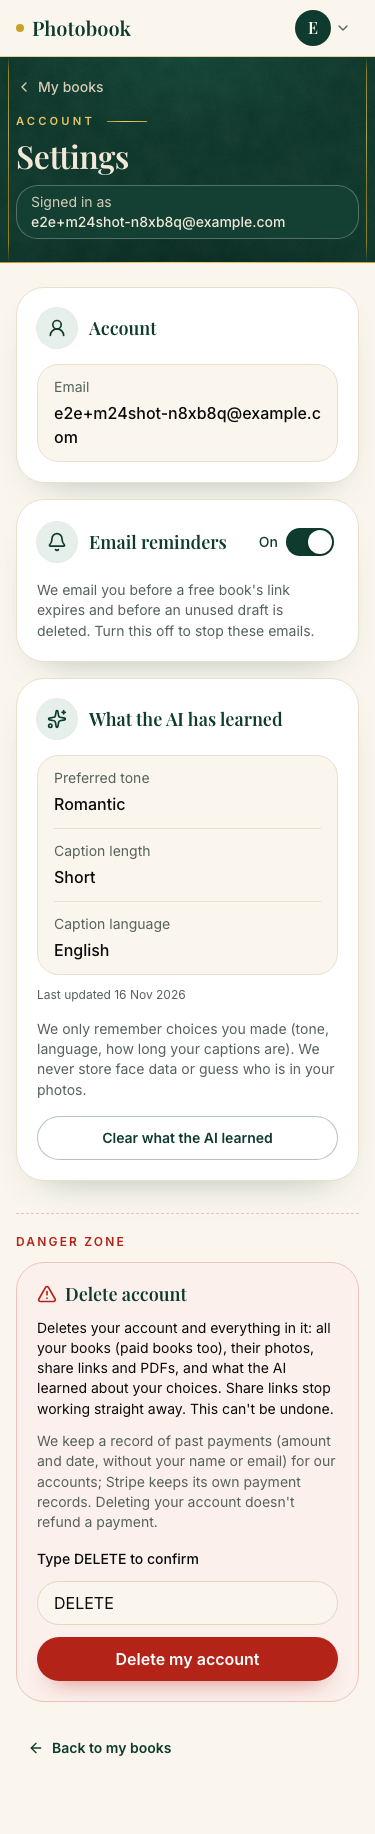 Photobook
E
My books
ACCOUNT
Settings
Signed in as
e2e+m24shot-n8xb8q@example.com
Account
Email
e2e+m24shot-n8xb8q@example.c
om
Email reminders
On
We email you before a free book's link
expires and before an unused draft is
deleted. Turn this off to stop these emails.
What the AI has learned
Preferred tone
Romantic
Caption length
Short
Caption language
English
Last updated 16 Nov 2026
We only remember choices you made (tone,
language, how long your captions are). We
never store face data or guess who is in your
photos.
Clear what the AI learned
DANGER ZONE
Delete account
Deletes your account and everything in it: all
your books (paid books too), their photos,
share links and PDFs, and what the AI
learned about your choices. Share links stop
working straight away. This can't be undone.
We keep a record of past payments (amount
and date, without your name or email) for our
accounts; Stripe keeps its own payment
records. Deleting your account doesn't
refund a payment.
Type DELETE to confirm
DELETE
Delete my account
Back to my books